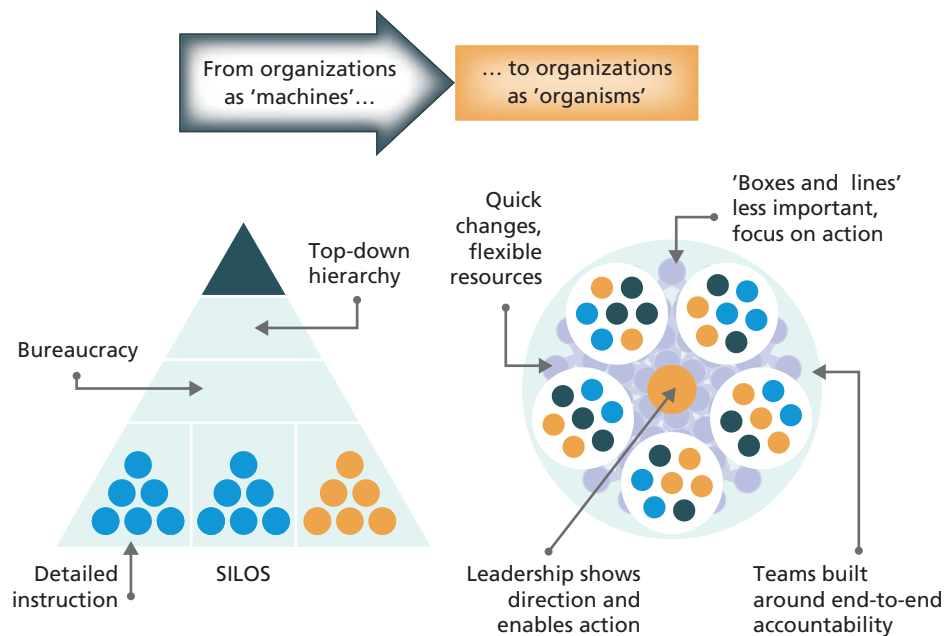 From organizations
as ‘machines’…
… to organizations
as ’organisms’
Top-down
hierarchy
Bureaucracy
Detailed
instruction
SILOS
Quick
changes,
flexible
resources
’Boxes and lines’
less important,
focus on action
Leadership shows
direction and
enables action
Teams built
around end-to-end
accountability